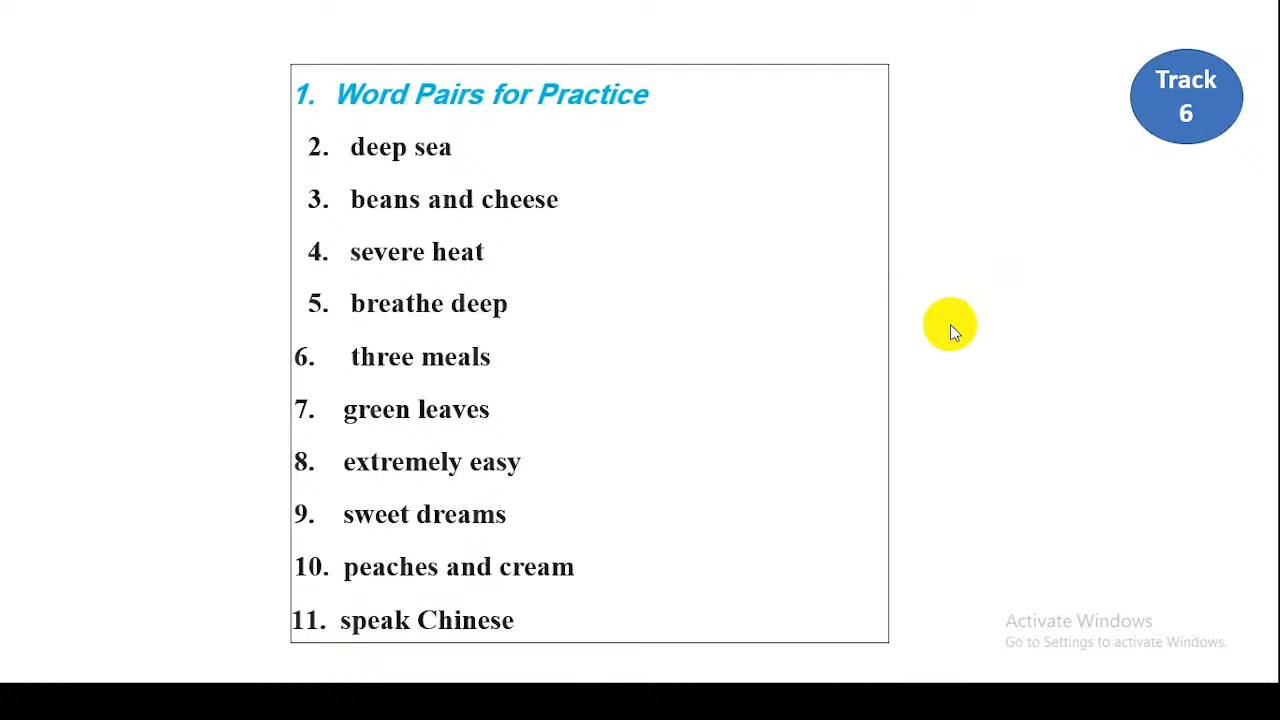 1. Word Pairs for Practice
2. deep sea
3. beans and cheese
4. severe heat
5. breathe deep
6. three meals
7. green leaves
8. extremely easy
9. sweet dreams
10. peaches and cream
11. speak Chinese
Track
6
Activate Windows
Go to Settings to activate Windows.